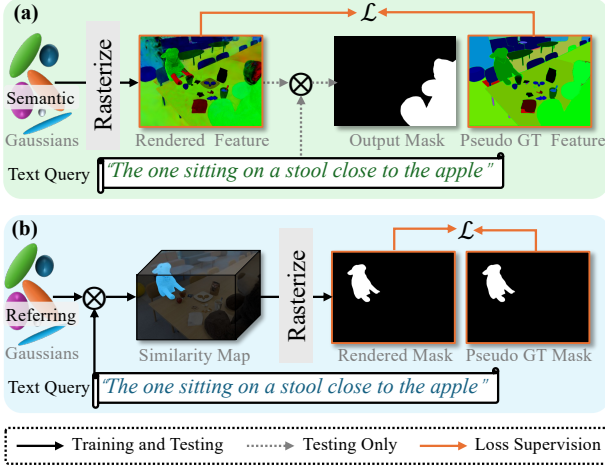 (a)
ℒ
Semantic
Gaussians
Rasterize
Rendered Feature
Output Mask
Pseudo GT Feature
Text Query
"The one sitting on a stool close to the apple"
(b)
ℒ
Referring
Gaussians
Similarity Map
Rasterize
Rendered Mask
Pseudo GT Mask
Text Query
"The one sitting on a stool close to the apple"
Training and Testing
Testing Only
Loss Supervision